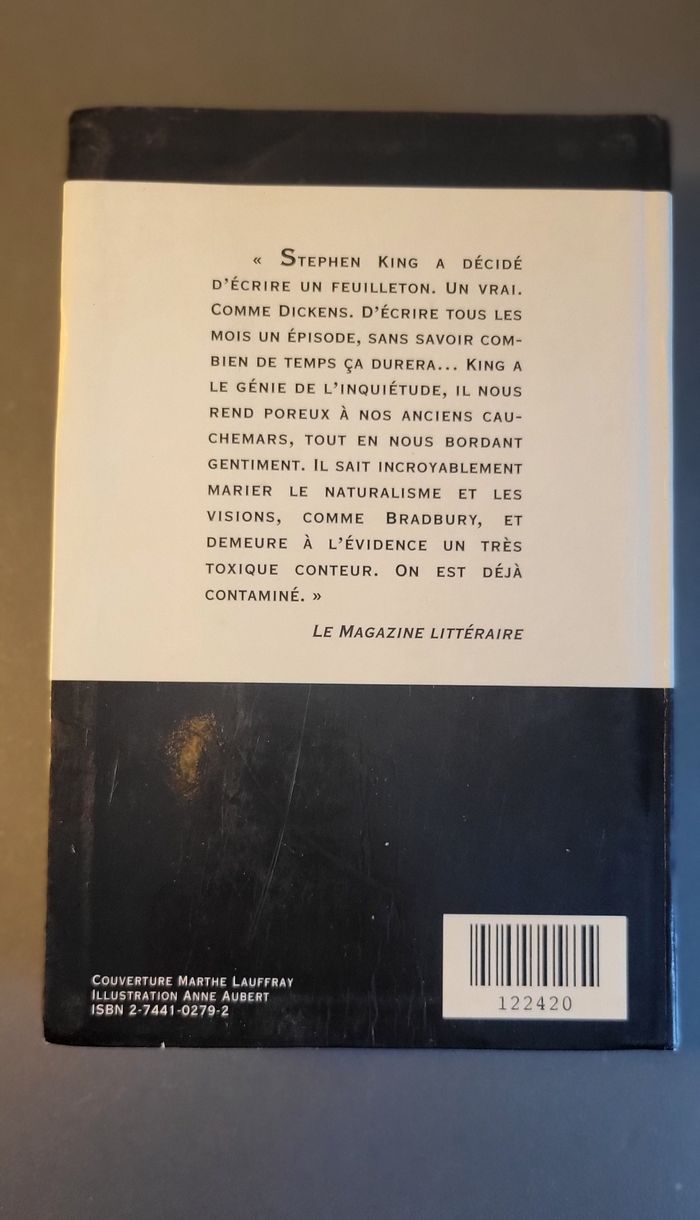 « Stephen King a décidé
d'écrire un feuilleton. Un vrai.
Comme Dickens. D'écrire tous les
mois un épisode, sans savoir com-
bien de temps ça durera... King a
le génie de l'inquiétude, il nous
rend poreux à nos anciens cau-
chemars, tout en nous bordant
gentiment. Il sait incroyablement
marier le naturalisme et les
visions, comme Bradbury, et
demeure à l'évidence un très
toxique conteur. On est déjà
contaminé. »
Le Magazine littéraire
Couverture Marthe Lauffray
Illustration Anne Aubert
ISBN 2-7441-0279-2
122420